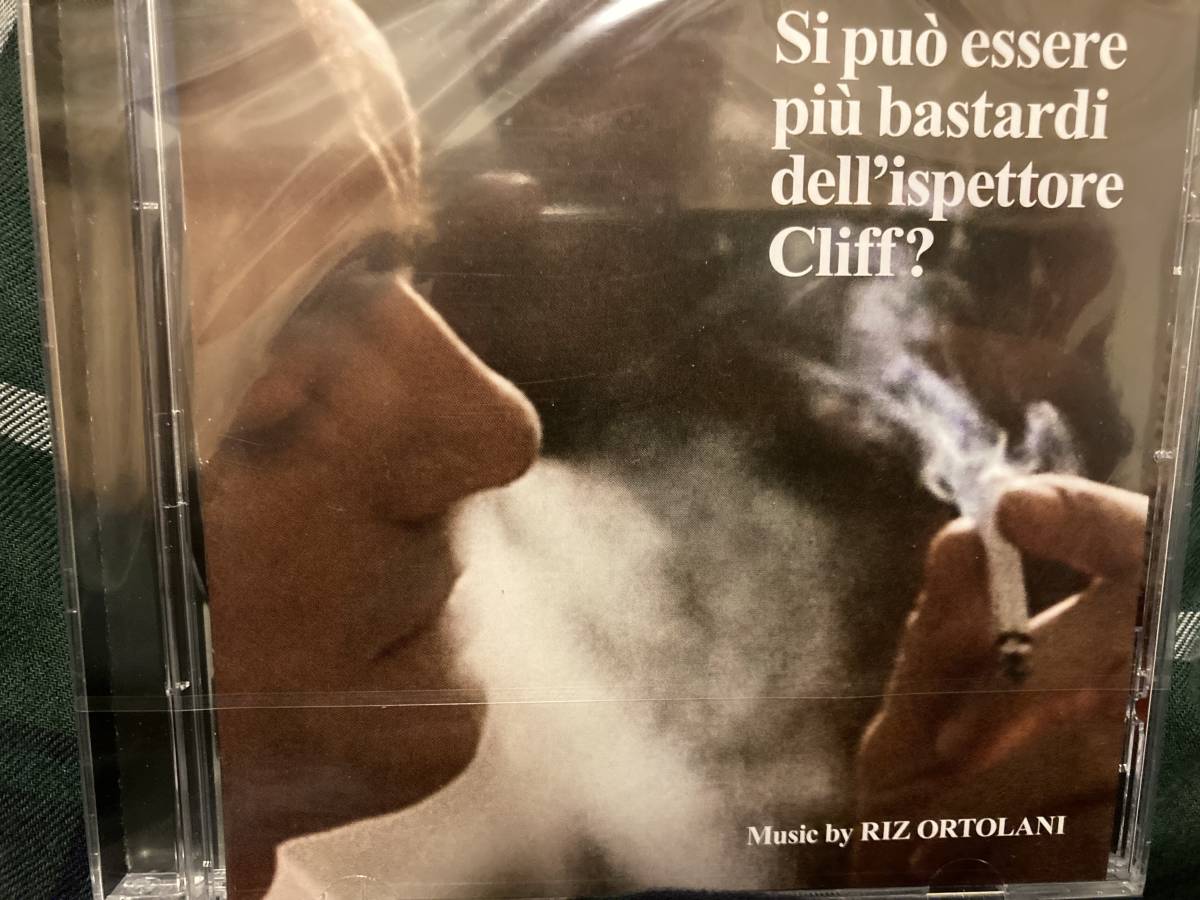 Si può essere
più bastardi
dell’ispettore
Cliff?
Music by RIZ ORTOLANI